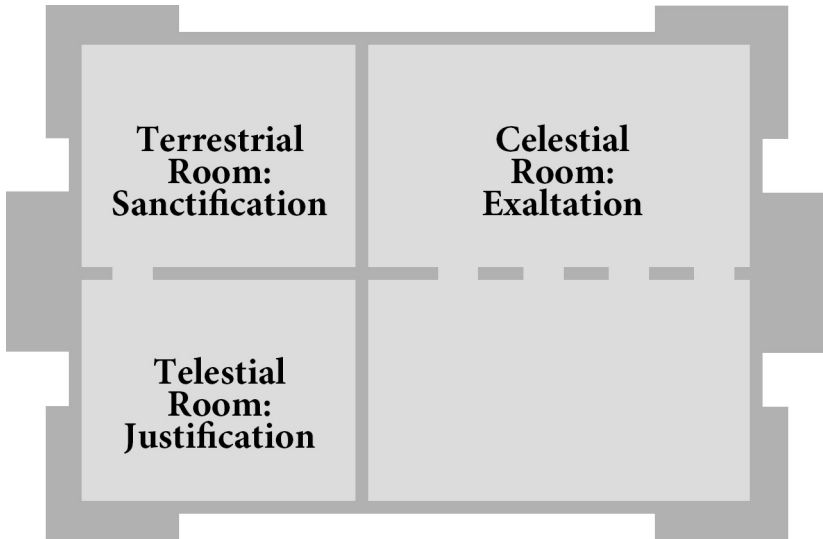 Terrestrial
Room:
Sanctification
Celestial
Room:
Exaltation
Telestial
Room:
Justification